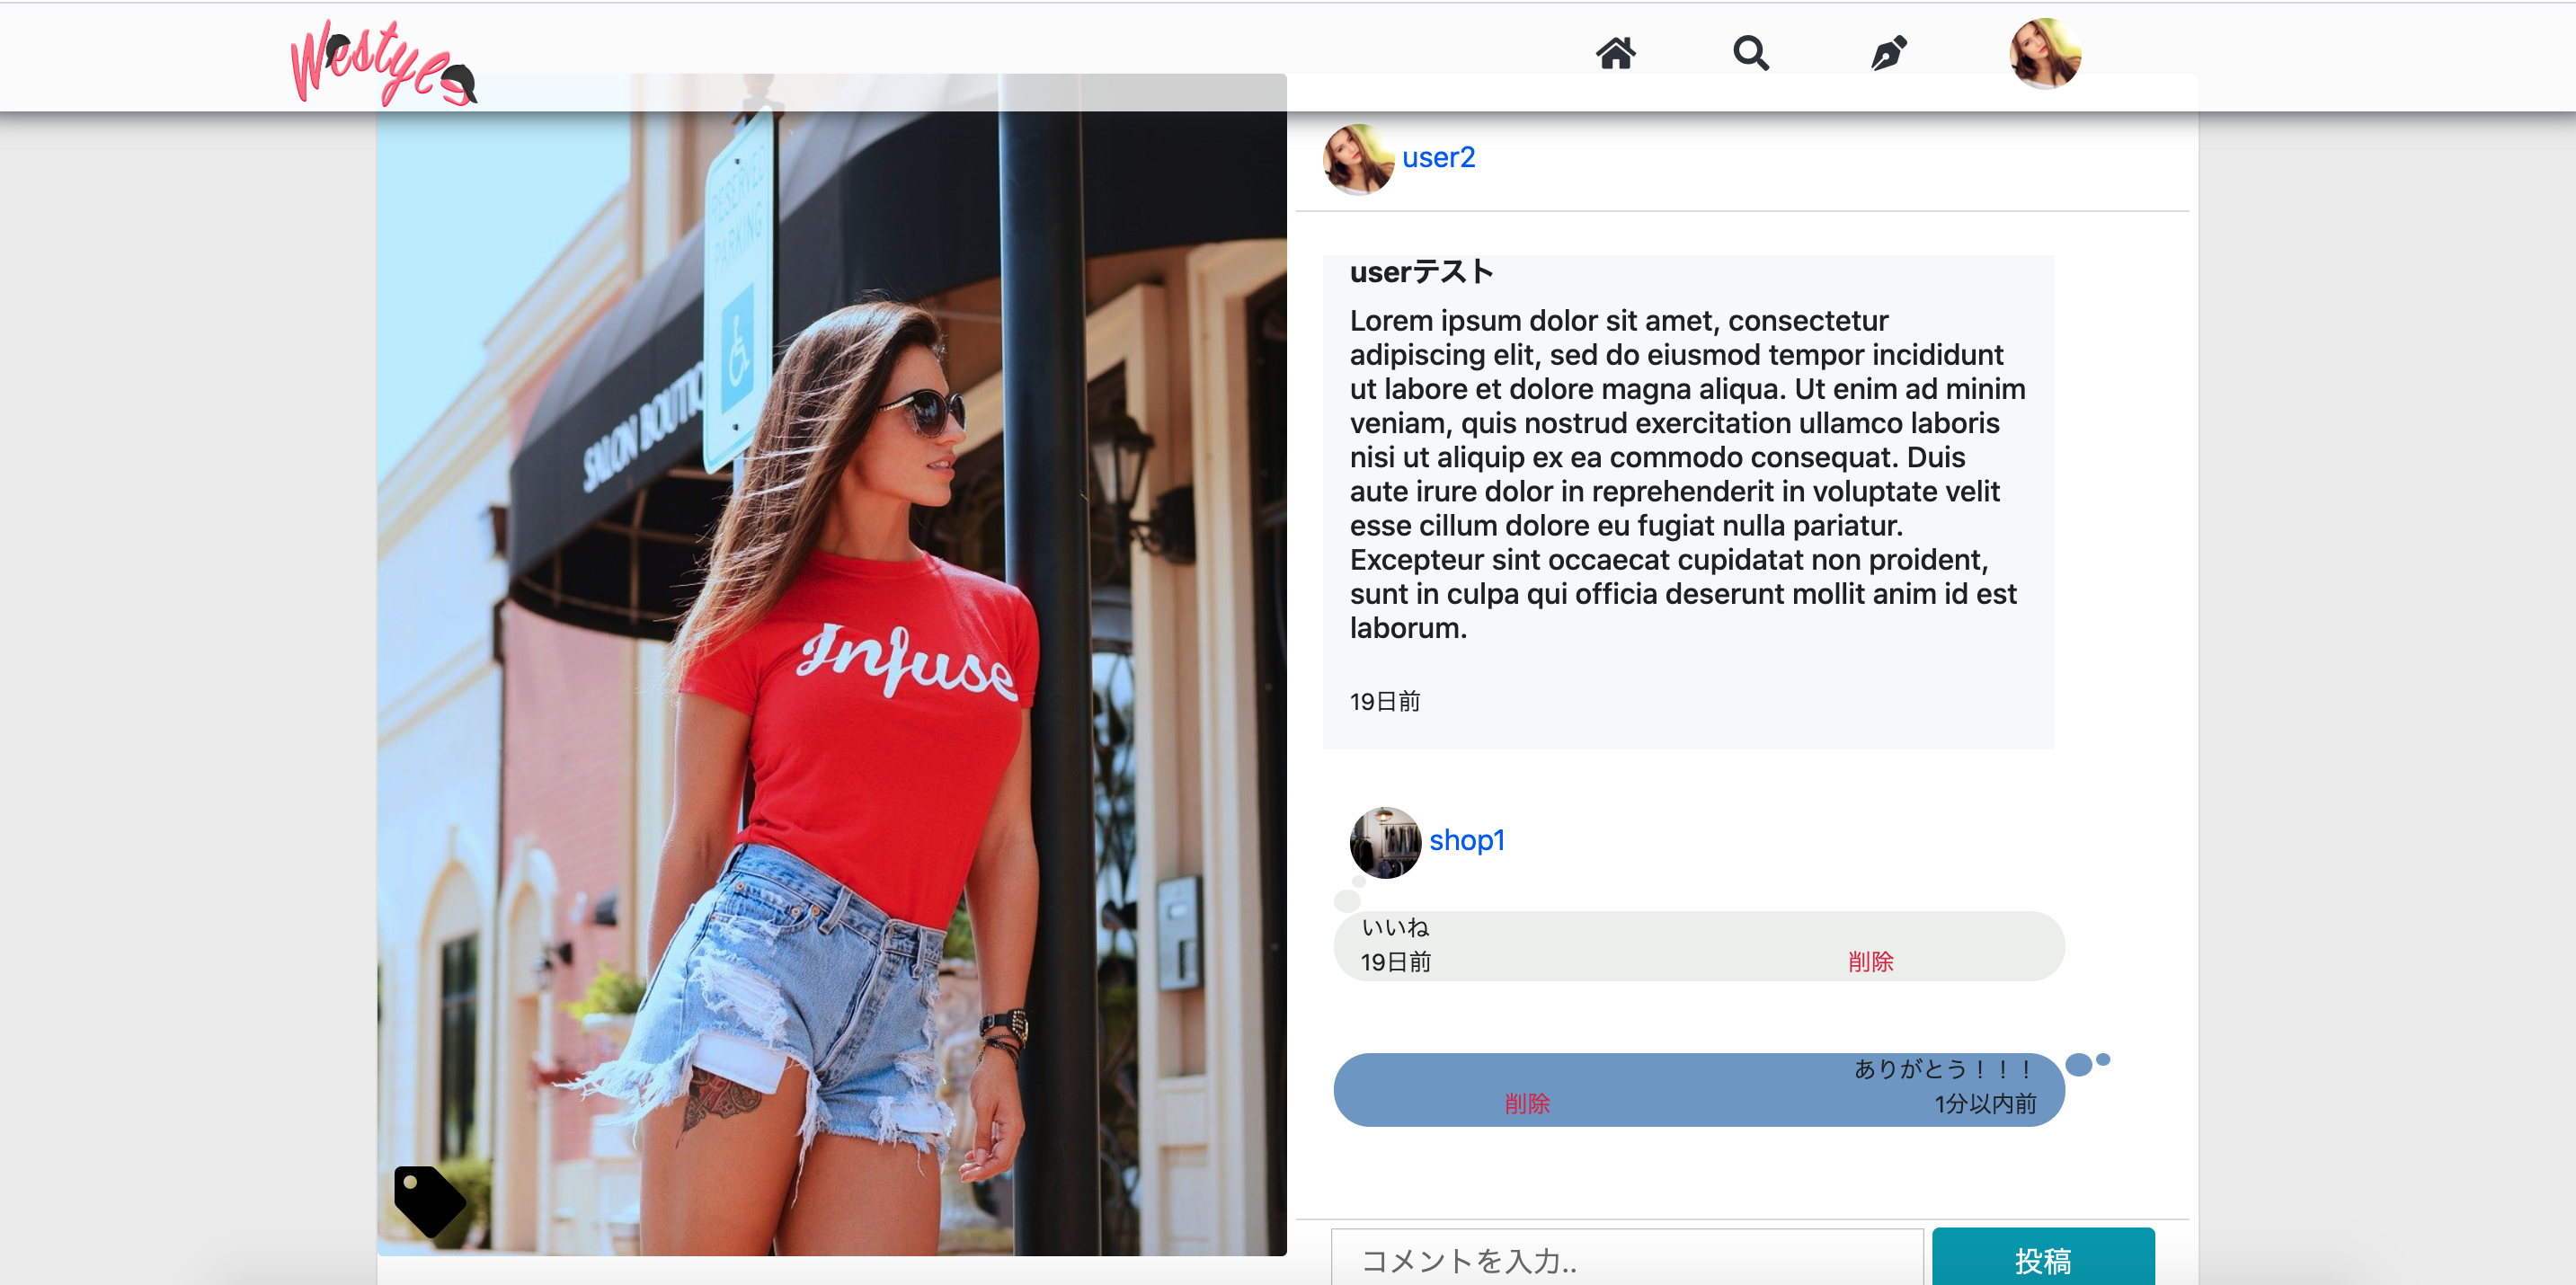 Westyle
RESERVED
PARKING
SALON BOUTIQ
Infuse
user2
userテスト
Lorem ipsum dolor sit amet, consectetur
adipiscing elit, sed do eiusmod tempor incididunt
ut labore et dolore magna aliqua. Ut enim ad minim
veniam, quis nostrud exercitation ullamco laboris
nisi ut aliquip ex ea commodo consequat. Duis
aute irure dolor in reprehenderit in voluptate velit
esse cillum dolore eu fugiat nulla pariatur.
Excepteur sint occaecat cupidatat non proident,
sunt in culpa qui officia deserunt mollit anim id est
laborum.
19日前
shop1
いいね
19日前 削除
ありがとう！！！
削除 1分以内前
コメントを入力.. 投稿